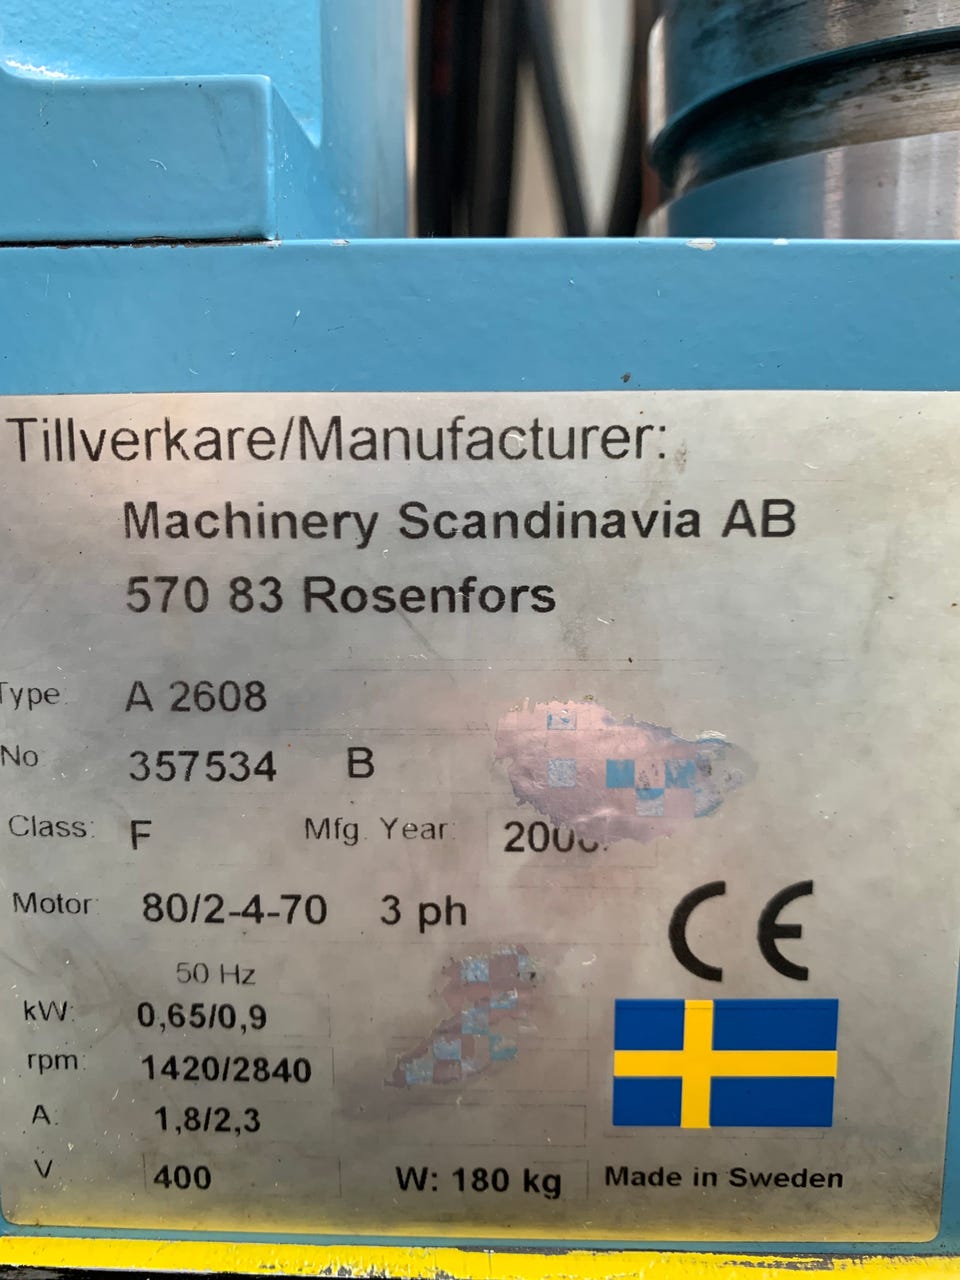 Tillverkare/Manufacturer:
Machinery Scandinavia AB
570 83 Rosenfors
Type A 2608
No 357534 B
Class: F Mfg. Year:
Motor: 80/2-4-70 3 ph
50 Hz
kW: 0,65/0,9
rpm: 1420/2840
A: 1,8/2,3
V 400 W: 180 kg
CE
Made in Sweden